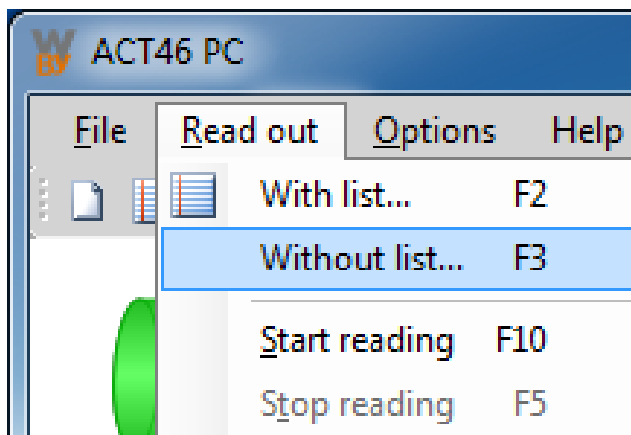 W BY ACT46 PC
File Read out Options Help
With list... F2
Without list... F3
Start reading F10
Stop reading F5